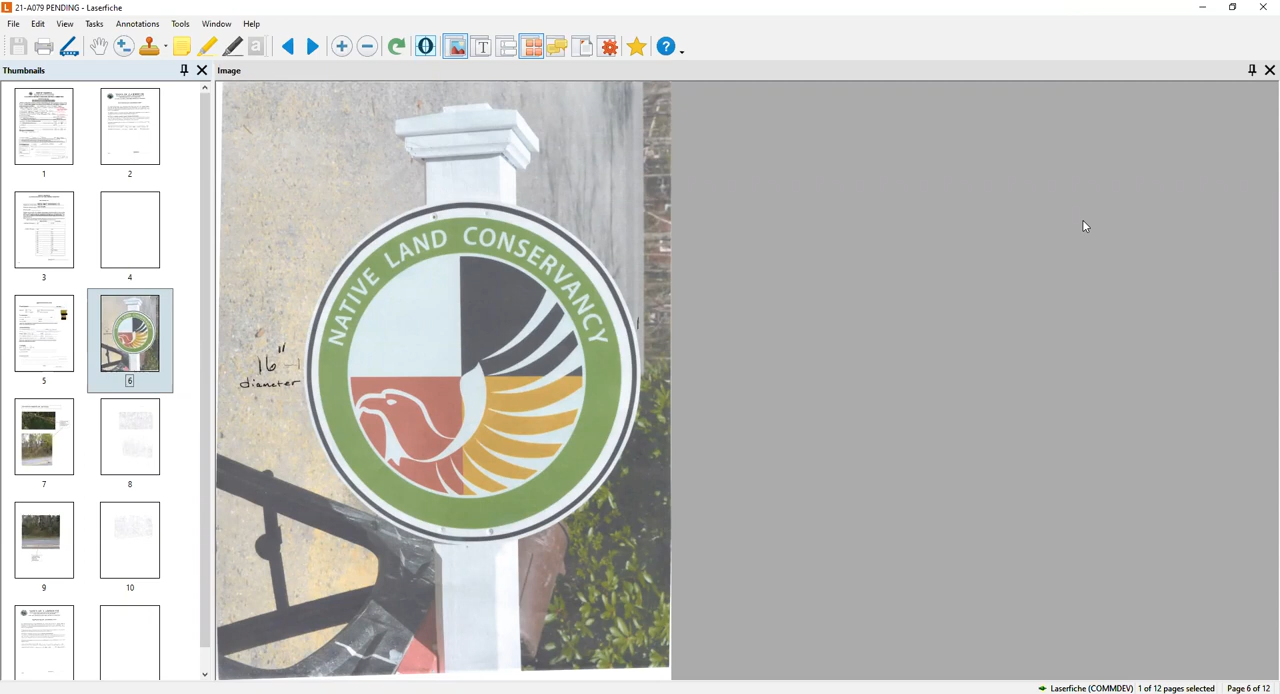 21-A079 PENDING - Laserfiche
File Edit View Tasks Annotations Tools Window Help
Thumbnails
Image
1
2
3
4
5
6
7
8
9
10
NATIVE LAND CONSERVANCY
16"
diameter
Laserfiche (COMMDEV) 1 of 12 pages selected Page 6 of 12